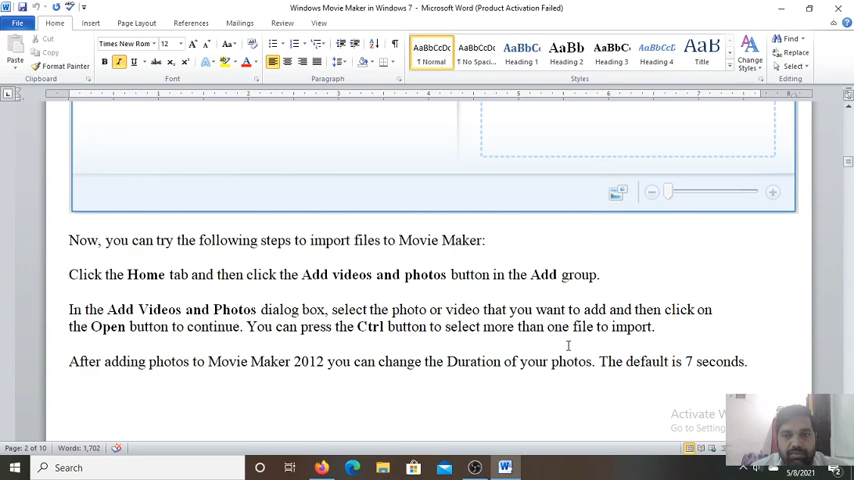 Windows Movie Maker in Windows 7 - Microsoft Word (Product Activation Failed)
File Home Insert Page Layout References Mailings Review View
Cut
Copy
Format Painter
Paste
Clipboard
Times New Rom 12
Font
Paragraph
AaBbCcDc AaBbCcDc AaBbCc AaBb AaBbCc AaBbCc AaB
¶ Normal ¶ No Spaci... Heading 1 Heading 2 Heading 3 Heading 4 Title
Change Styles
Styles
Find
Replace
Select
Editing
Now, you can try the following steps to import files to Movie Maker:
Click the Home tab and then click the Add videos and photos button in the Add group.
In the Add Videos and Photos dialog box, select the photo or video that you want to add and then click on
the Open button to continue. You can press the Ctrl button to select more than one file to import.
After adding photos to Movie Maker 2012 you can change the Duration of your photos. The default is 7 seconds.
Activate W
Go to Setting
Page: 2 of 10 Words: 1,702
Search
5/8/2021